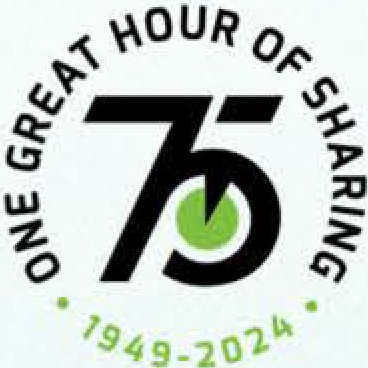 ONE GREAT HOUR OF SHARING
75
• 1949-2024 •